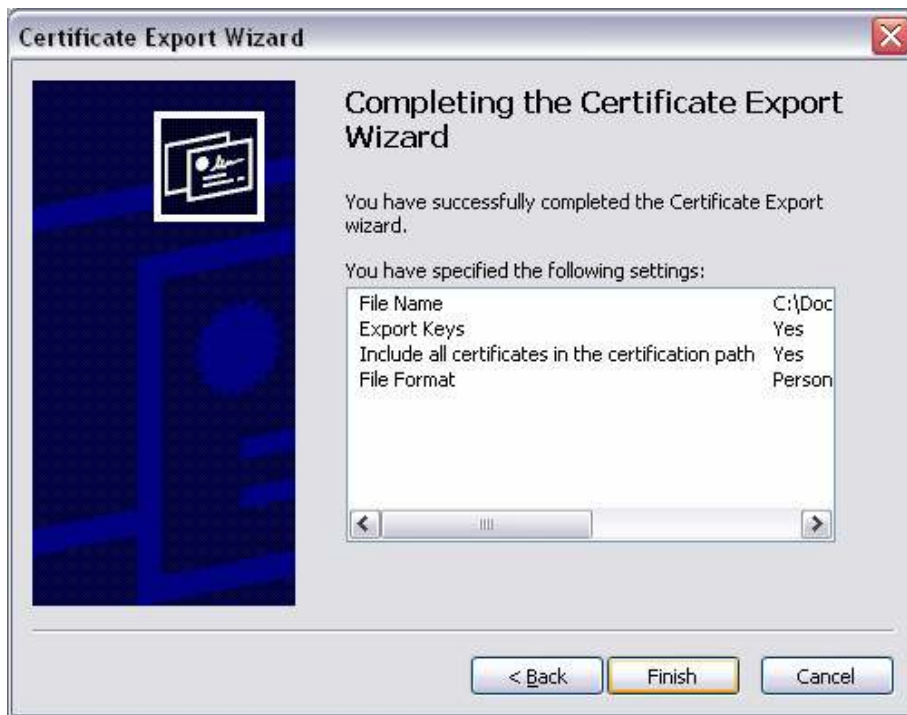 Certificate Export Wizard
Completing the Certificate Export
Wizard
You have successfully completed the Certificate Export
wizard.
You have specified the following settings:
File Name C:\Doc
Export Keys Yes
Include all certificates in the certification path Yes
File Format Person
< Back Finish Cancel